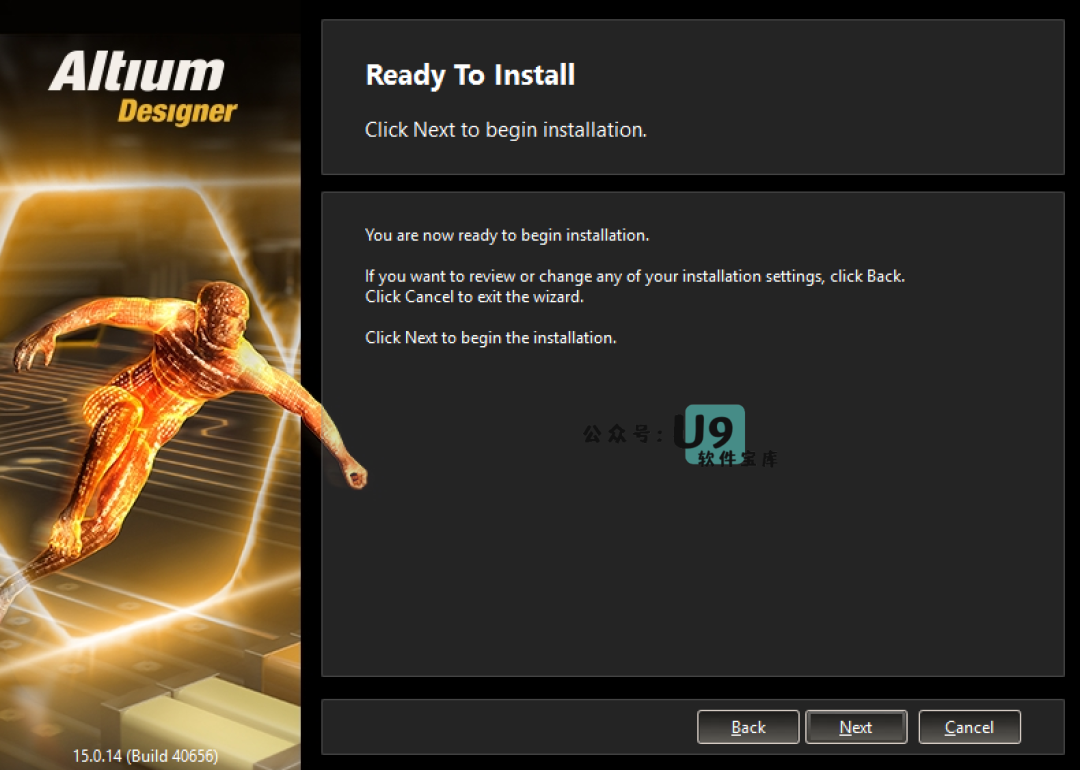 Altium
Designer
Ready To Install
Click Next to begin installation.
You are now ready to begin installation.
If you want to review or change any of your installation settings, click Back.
Click Cancel to exit the wizard.
Click Next to begin the installation.
公众号：U9
软件宝库
Back Next Cancel
15.0.14 (Build 40656)